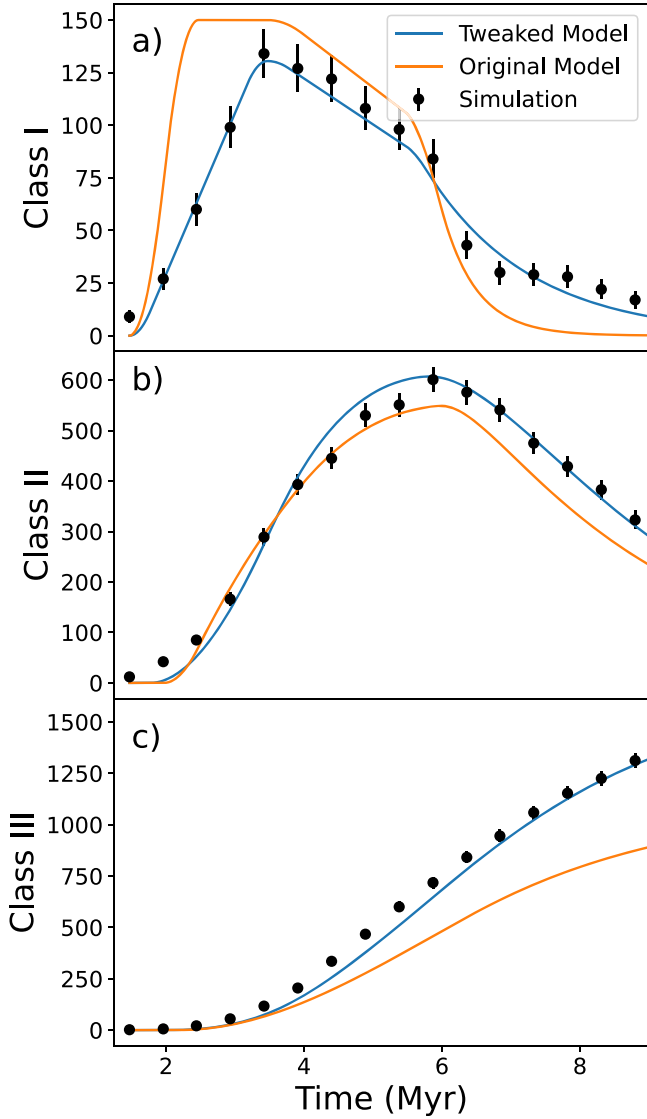 a)
Tweaked Model
Original Model
Simulation
150
125
100
75
50
25
0
Class I
b)
600
500
400
300
200
100
0
Class II
c)
1500
1250
1000
750
500
250
0
Class III
2 4 6 8
Time (Myr)